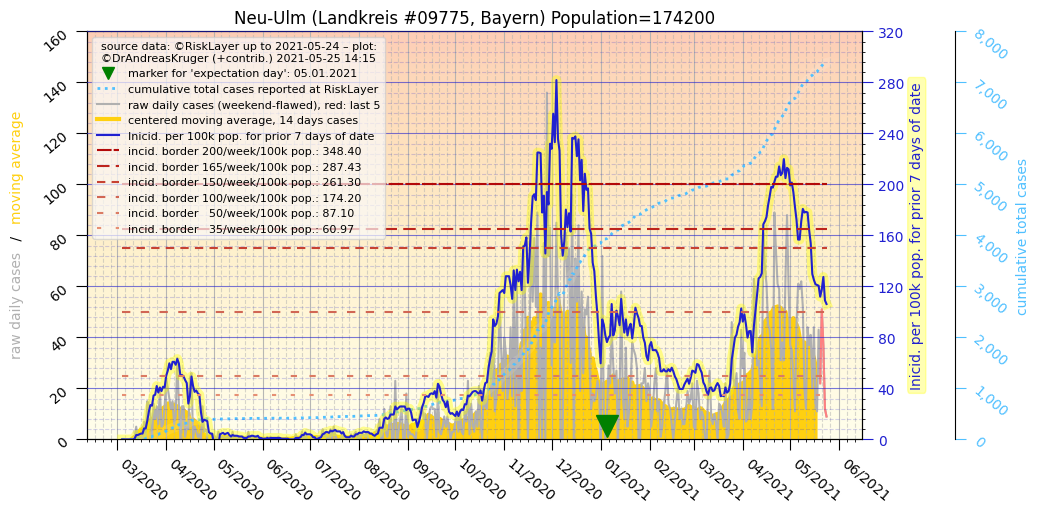 Neu-Ulm (Landkreis #09775, Bayern) Population=174200
source data: ©RiskLayer up to 2021-05-24 – plot:
©DrAndreasKruger (+contrib.) 2021-05-25 14:15
marker for 'expectation day': 05.01.2021
cumulative total cases reported at RiskLayer
raw daily cases (weekend-flawed), red: last 5
centered moving average, 14 days cases
Inicid. per 100k pop. for prior 7 days of date
incid. border 200/week/100k pop.: 348.40
incid. border 165/week/100k pop.: 287.43
incid. border 150/week/100k pop.: 261.30
incid. border 100/week/100k pop.: 174.20
incid. border   50/week/100k pop.: 87.10
incid. border   35/week/100k pop.: 60.97
raw daily cases / moving average
160
140
120
100
80
60
40
20
0
320
280
240
200
160
120
80
40
0
Inicid. per 100k pop. for prior 7 days of date
8,000
7,000
6,000
5,000
4,000
3,000
2,000
1,000
0
cumulative total cases
03/2020
04/2020
05/2020
06/2020
07/2020
08/2020
09/2020
10/2020
11/2020
12/2020
01/2021
02/2021
03/2021
04/2021
05/2021
06/2021